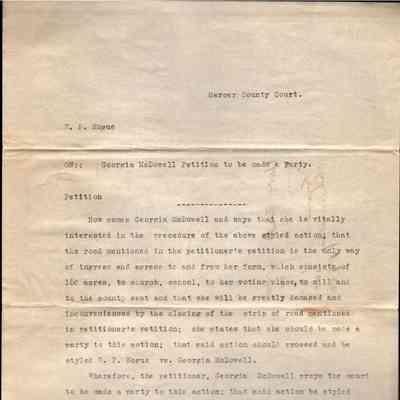 Mercer County Court.
ON:: Georgia McDowell Petition to be made a Party.
Petition
Now comes Georgia McDowell and says that she is vitally
interested in the precedure of the above styled action; that
the road mentioned in the petitioner's petition is the only way
of ingress and egress to and from her farm, which consists of
acres, to church, school, to her voting place, to mill and
to the county seat and that she will be greatly damaged and
inconvenienced by the closing of the strip of road mentioned
in petitioner's petition; she states that she should be made a
party to this action; that said action should proceed and be
styled vs. Georgia McDowell.
Wherefore, the petitioner, Georgia McDowell prays the court
to be made a party to this action; that said action be styled